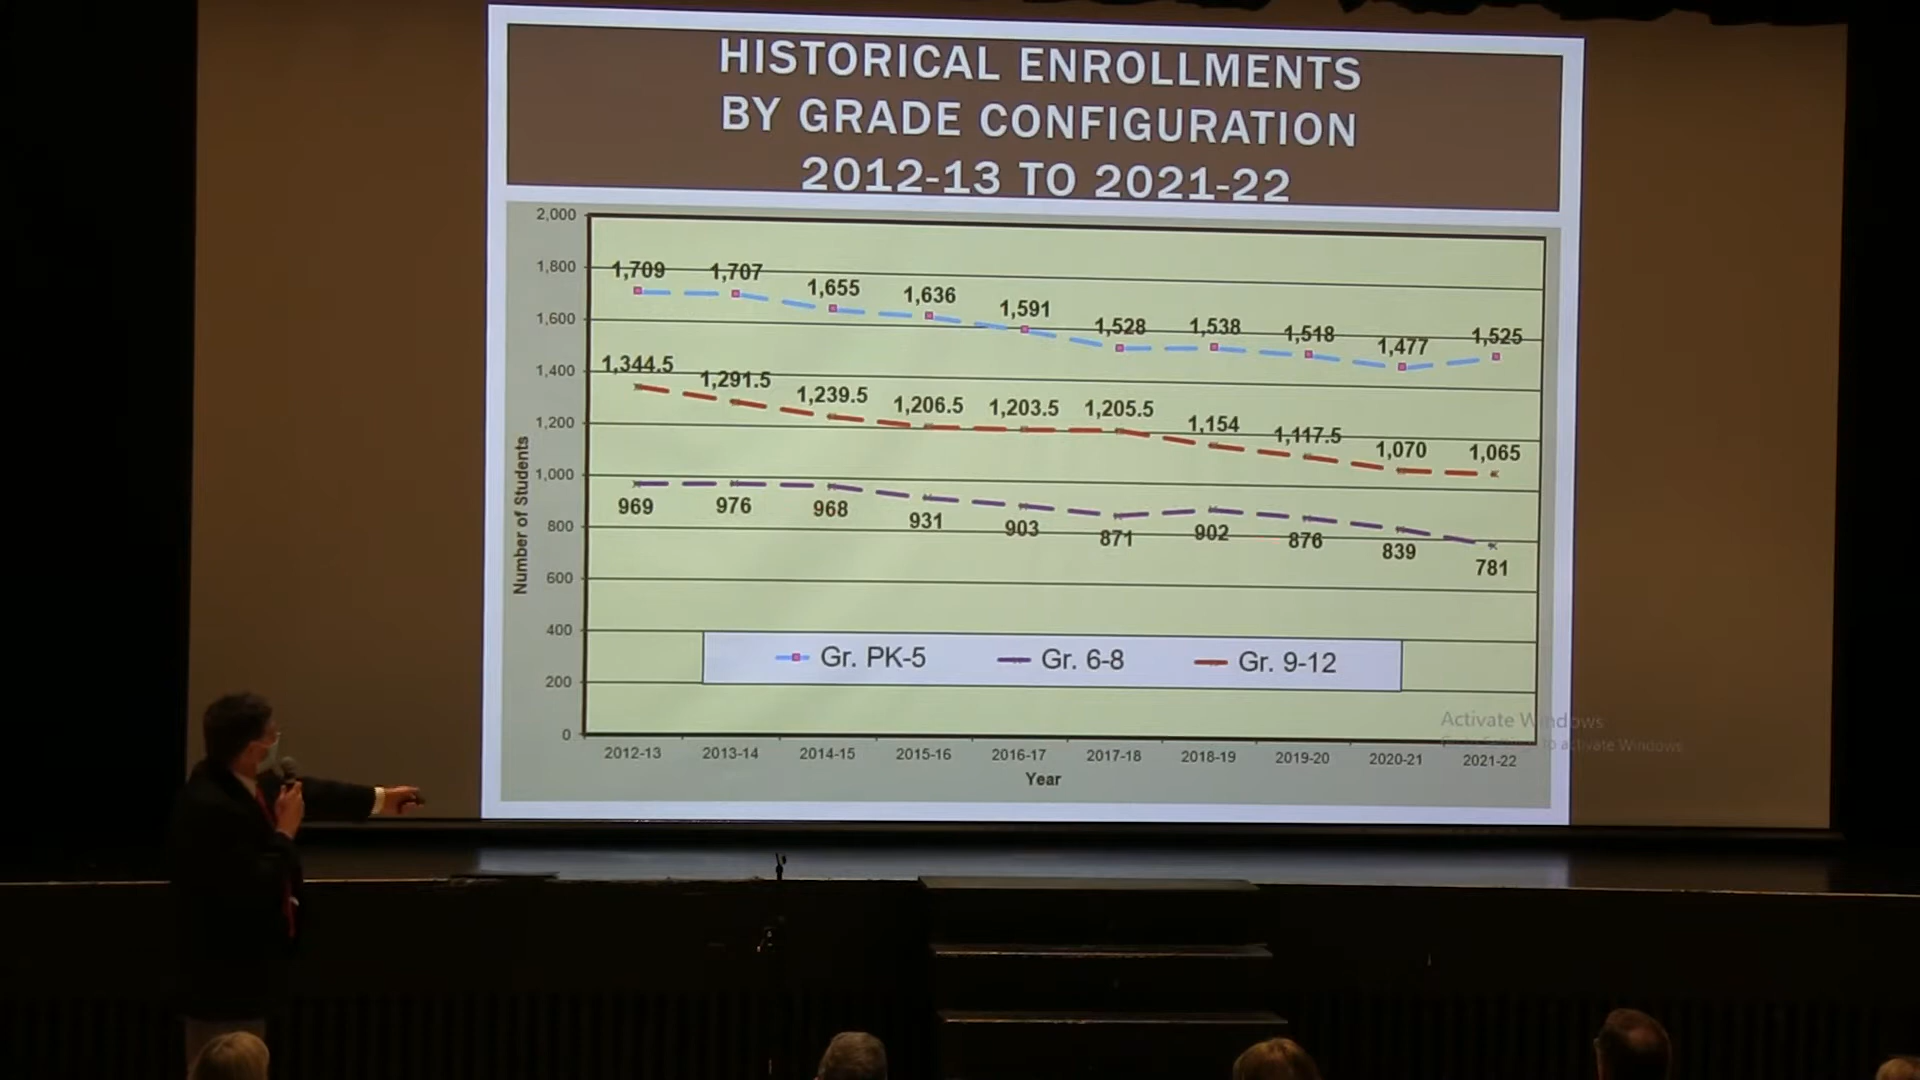 HISTORICAL ENROLLMENTS
BY GRADE CONFIGURATION
2012-13 TO 2021-22
2,000
1,800
1,600
1,400
1,200
1,000
800
600
400
200
0
Number of Students
1,709 1,707 1,655 1,636 1,591 1,528 1,538 1,518 1,477 1,525
1,344.5 1,291.5 1,239.5 1,206.5 1,203.5 1,205.5 1,154 1,117.5 1,070 1,065
969 976 968 931 903 871 902 876 839 781
Gr. PK-5 Gr. 6-8 Gr. 9-12
2012-13 2013-14 2014-15 2015-16 2016-17 2017-18 2018-19 2019-20 2020-21 2021-22
Year
Activate Windows
to activate Windows